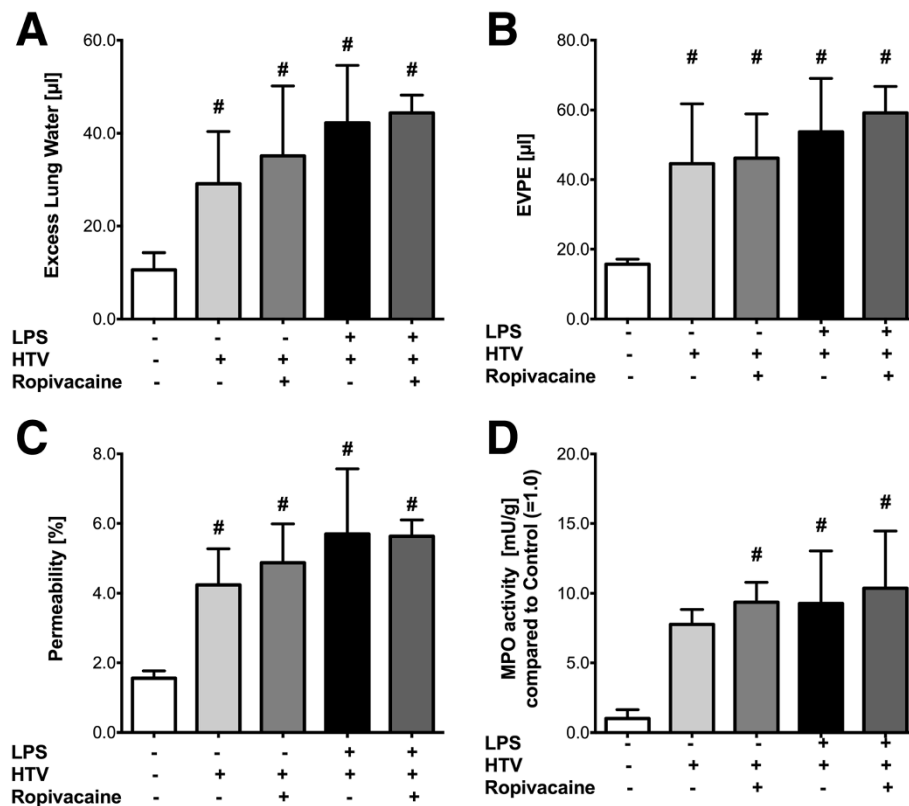 A
Excess Lung Water [µl]
60.0
40.0
20.0
0.0
# # # #
LPS - - - + +
HTV - + + + +
Ropivacaine - - + - +
B
EVPE [µl]
80.0
60.0
40.0
20.0
0.0
# # # #
LPS - - - + +
HTV - + + + +
Ropivacaine - - + - +
C
Permeability [%]
8.0
6.0
4.0
2.0
0.0
# # # #
LPS - - - + +
HTV - + + + +
Ropivacaine - - + - +
D
MPO activity [mU/g]
compared to Control (=1.0)
20.0
15.0
10.0
5.0
0.0
# # #
LPS - - - + +
HTV - + + + +
Ropivacaine - - + - +